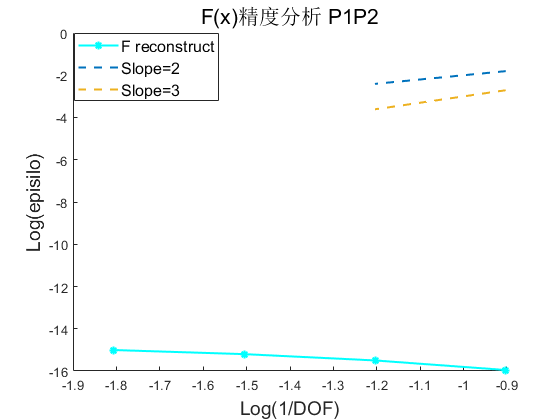 F(x)精度分析 P1P2
F reconstruct
Slope=2
Slope=3
Log(episilo)
0
-2
-4
-6
-8
-10
-12
-14
-16
-1.9 -1.8 -1.7 -1.6 -1.5 -1.4 -1.3 -1.2 -1.1 -1 -0.9
Log(1/DOF)